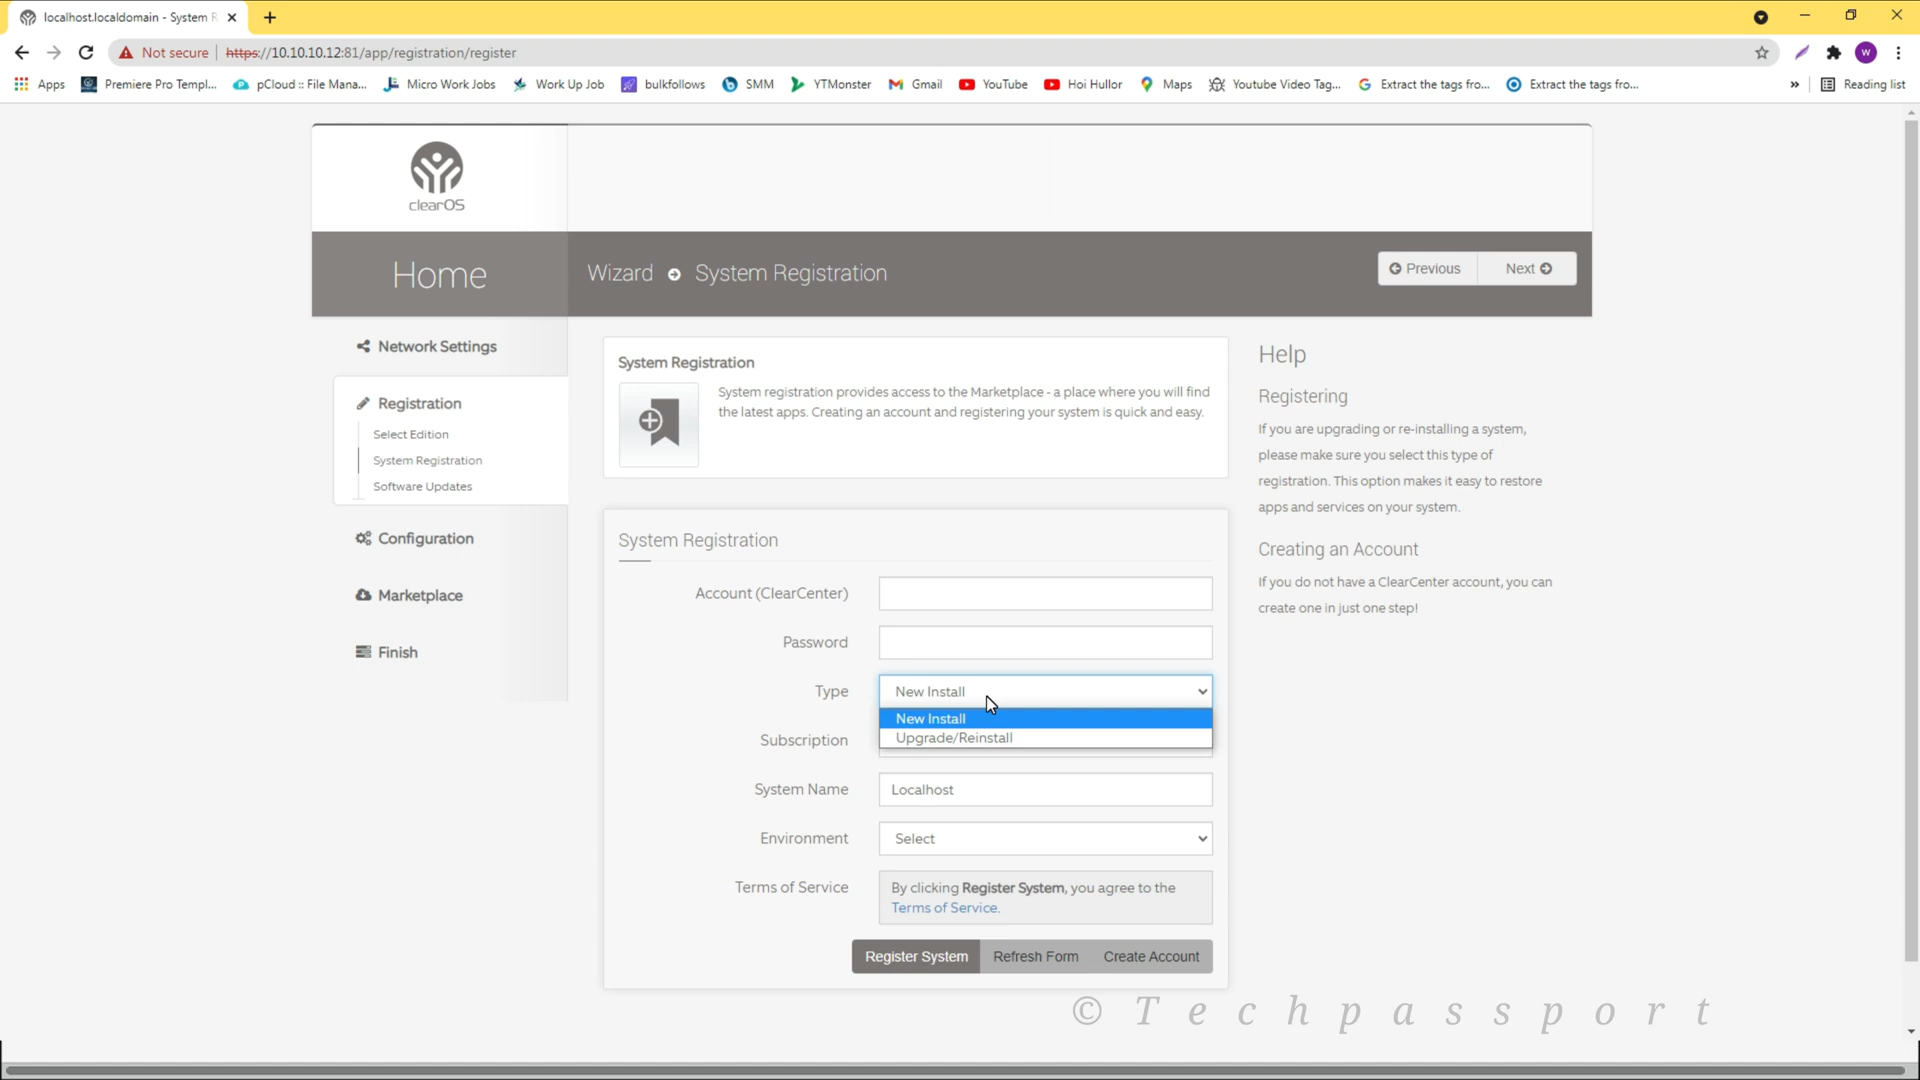 localhost.localdomain - System R
Not secure
https://10.10.10.12:81/app/registration/register
W
Apps
Premiere Pro Templ...
pCloud :: File Mana...
Micro Work Jobs
Work Up Job
bulkfollows
SMM
YTMonster
Gmail
YouTube
Hoi Hullor
Maps
Youtube Video Tag...
Extract the tags fro...
Extract the tags fro...
»
Reading list
clearOS
Home
Wizard
System Registration
Previous
Next
Network Settings
Registration
Select Edition
System Registration
Software Updates
Configuration
Marketplace
Finish
System Registration
System registration provides access to the Marketplace - a place where you will find
the latest apps. Creating an account and registering your system is quick and easy.
System Registration
Account (ClearCenter)
Password
Type
New Install
New Install
Upgrade/Reinstall
Subscription
System Name
Localhost
Environment
Select
Terms of Service
By clicking Register System, you agree to the
Terms of Service.
Register System
Refresh Form
Create Account
Help
Registering
If you are upgrading or re-installing a system,
please make sure you select this type of
registration. This option makes it easy to restore
apps and services on your system.
Creating an Account
If you do not have a ClearCenter account, you can
create one in just one step!
© Techpassport